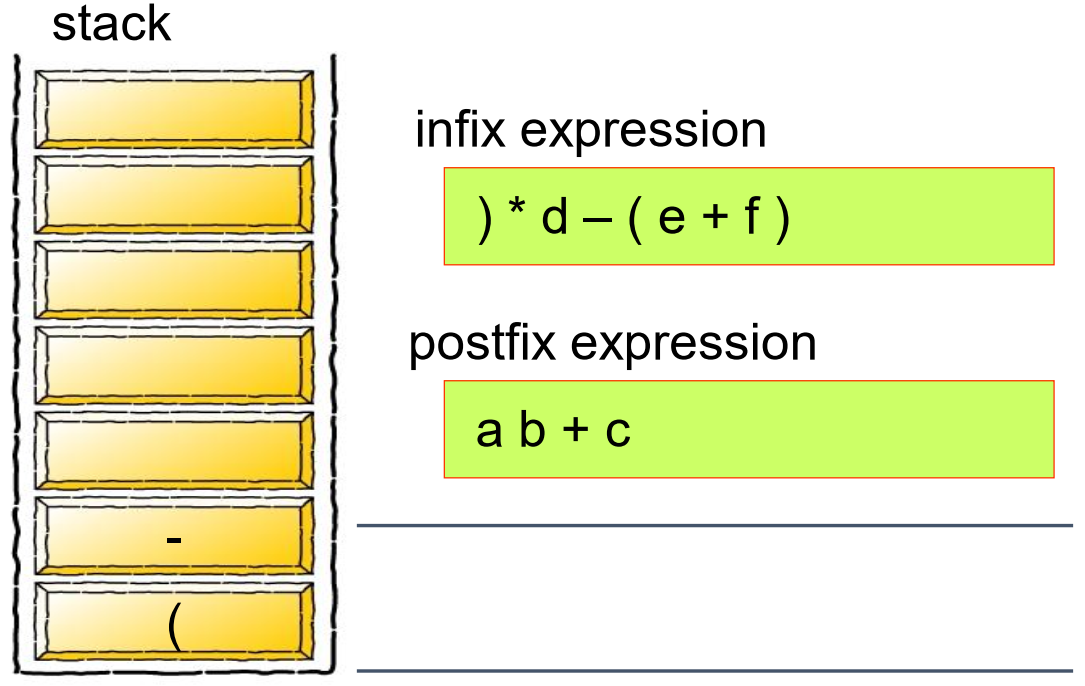 stack
infix expression
) * d – ( e + f )
postfix expression
a b + c
-
(